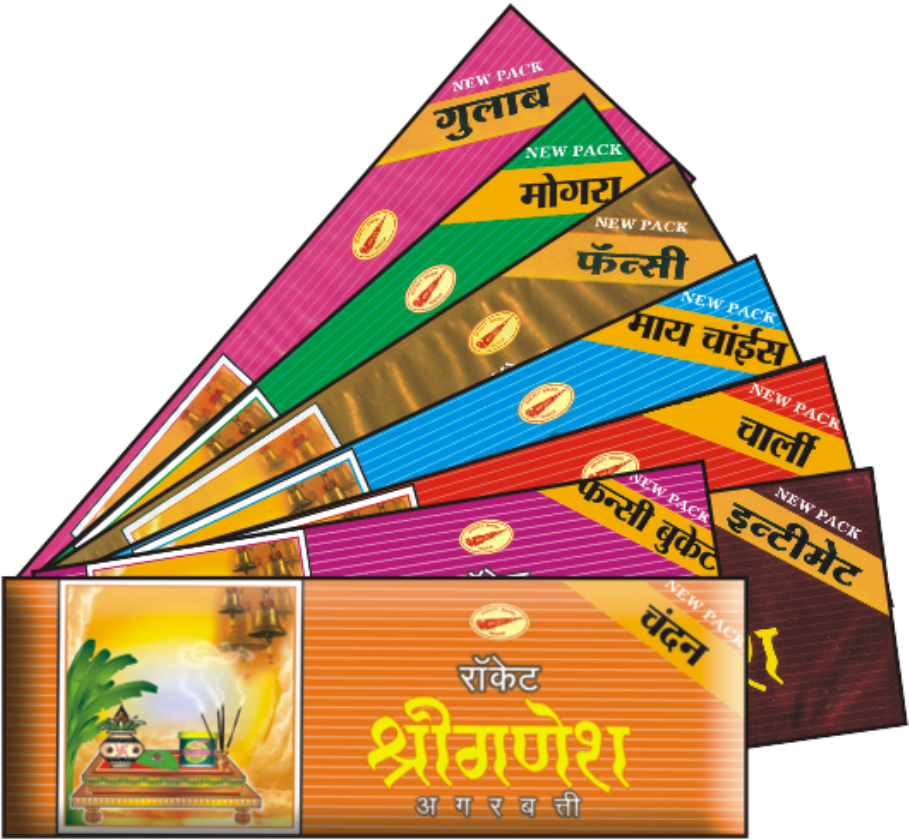 NEW PACK
गुलाब
NEW PACK
मोगरा
NEW PACK
फॅन्सी
NEW PACK
माय चांईस
NEW PACK
चार्ली
NEW PACK
फॅन्सी बुकेट
NEW PACK
इन्टीमेट
NEW PACK
चंदन
रॉकेट
श्रीगणेश
अगरबत्ती